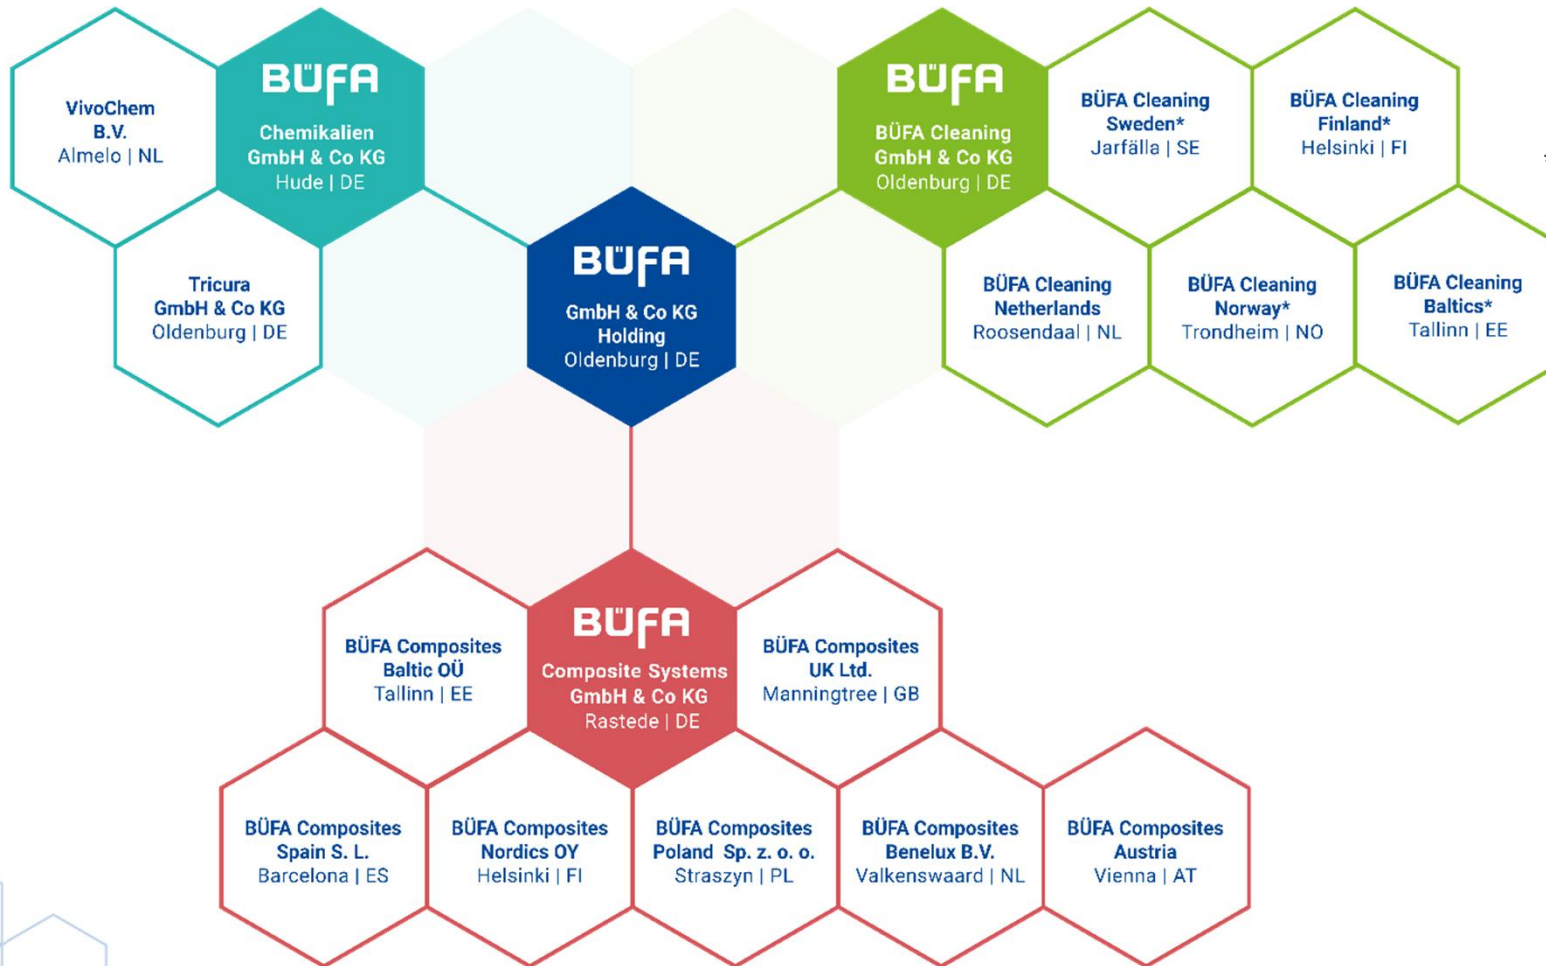 VivoChem
B.V.
Almelo | NL
BÜFA
Chemikalien
GmbH & Co KG
Hude | DE
BÜFA
BÜFA Cleaning
GmbH & Co KG
Oldenburg | DE
BÜFA Cleaning
Sweden*
Jarfälla | SE
BÜFA Cleaning
Finland*
Helsinki | FI
*
Tricura
GmbH & Co KG
Oldenburg | DE
BÜFA
GmbH & Co KG
Holding
Oldenburg | DE
BÜFA Cleaning
Netherlands
Roosendaal | NL
BÜFA Cleaning
Norway*
Trondheim | NO
BÜFA Cleaning
Baltics*
Tallinn | EE
BÜFA Composites
Baltic OÜ
Tallinn | EE
BÜFA
Composite Systems
GmbH & Co KG
Rastede | DE
BÜFA Composites
UK Ltd.
Manningtree | GB
BÜFA Composites
Spain S. L.
Barcelona | ES
BÜFA Composites
Nordics OY
Helsinki | FI
BÜFA Composites
Poland Sp. z. o. o.
Straszyn | PL
BÜFA Composites
Benelux B.V.
Valkenswaard | NL
BÜFA Composites
Austria
Vienna | AT